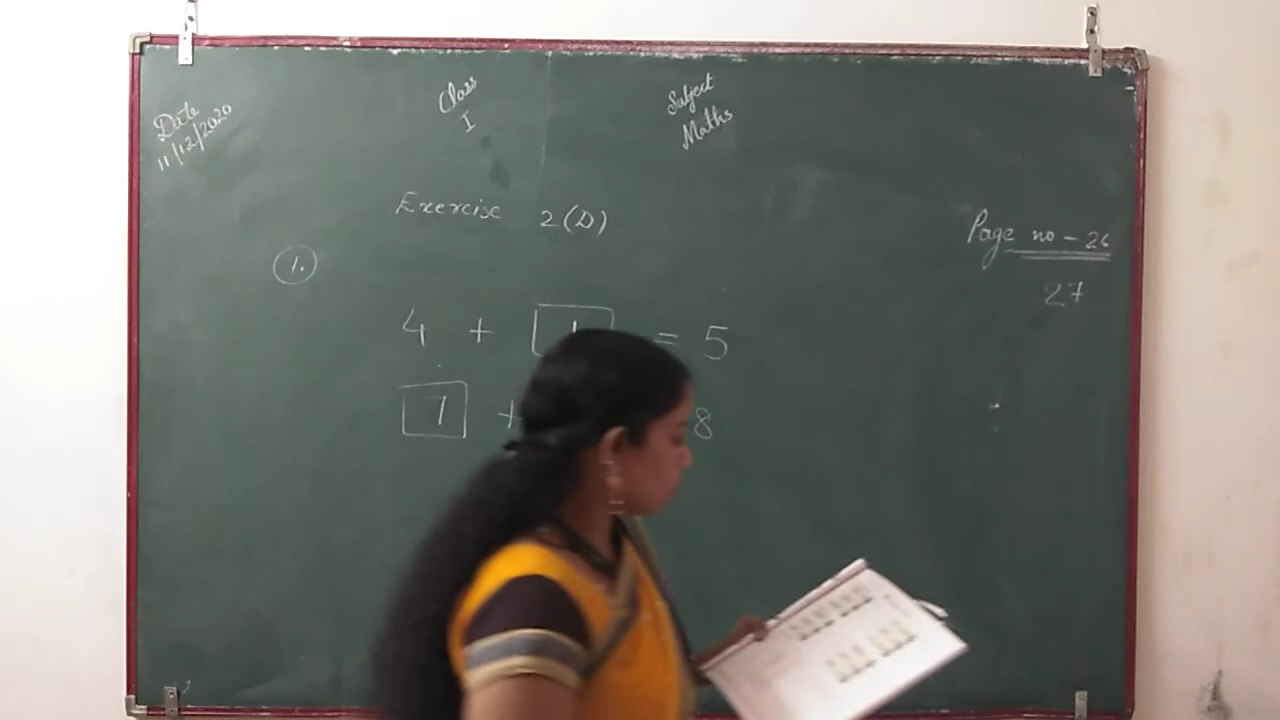 Date
11/12/2020
Class
I
Subject
Maths
Exercise 2(D)
Page no - 26
27
1.
4 + 1 = 5
7 + 8